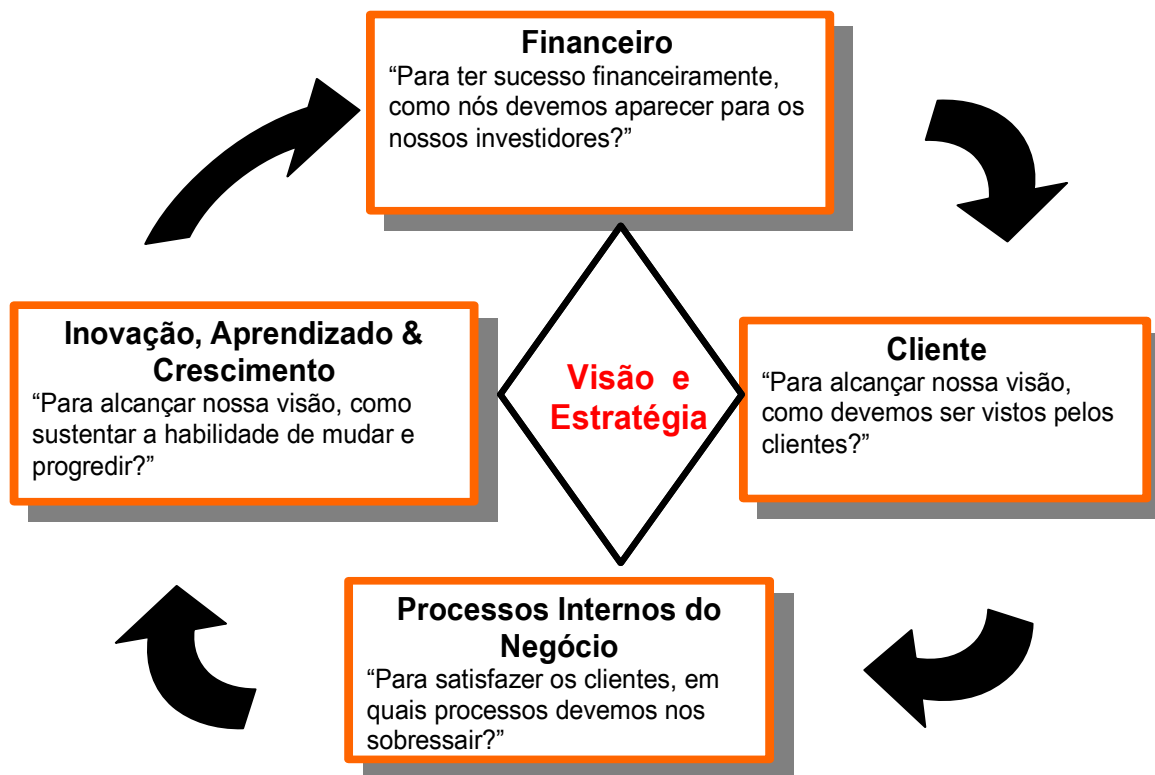 Financeiro
“Para ter sucesso financeiramente,
como nós devemos aparecer para os
nossos investidores?”
Inovação, Aprendizado &
Crescimento
“Para alcançar nossa visão, como
sustentar a habilidade de mudar e
progredir?”
Visão e
Estratégia
Cliente
“Para alcançar nossa visão,
como devemos ser vistos pelos
clientes?”
Processos Internos do
Negócio
“Para satisfazer os clientes, em
quais processos devemos nos
sobressair?”